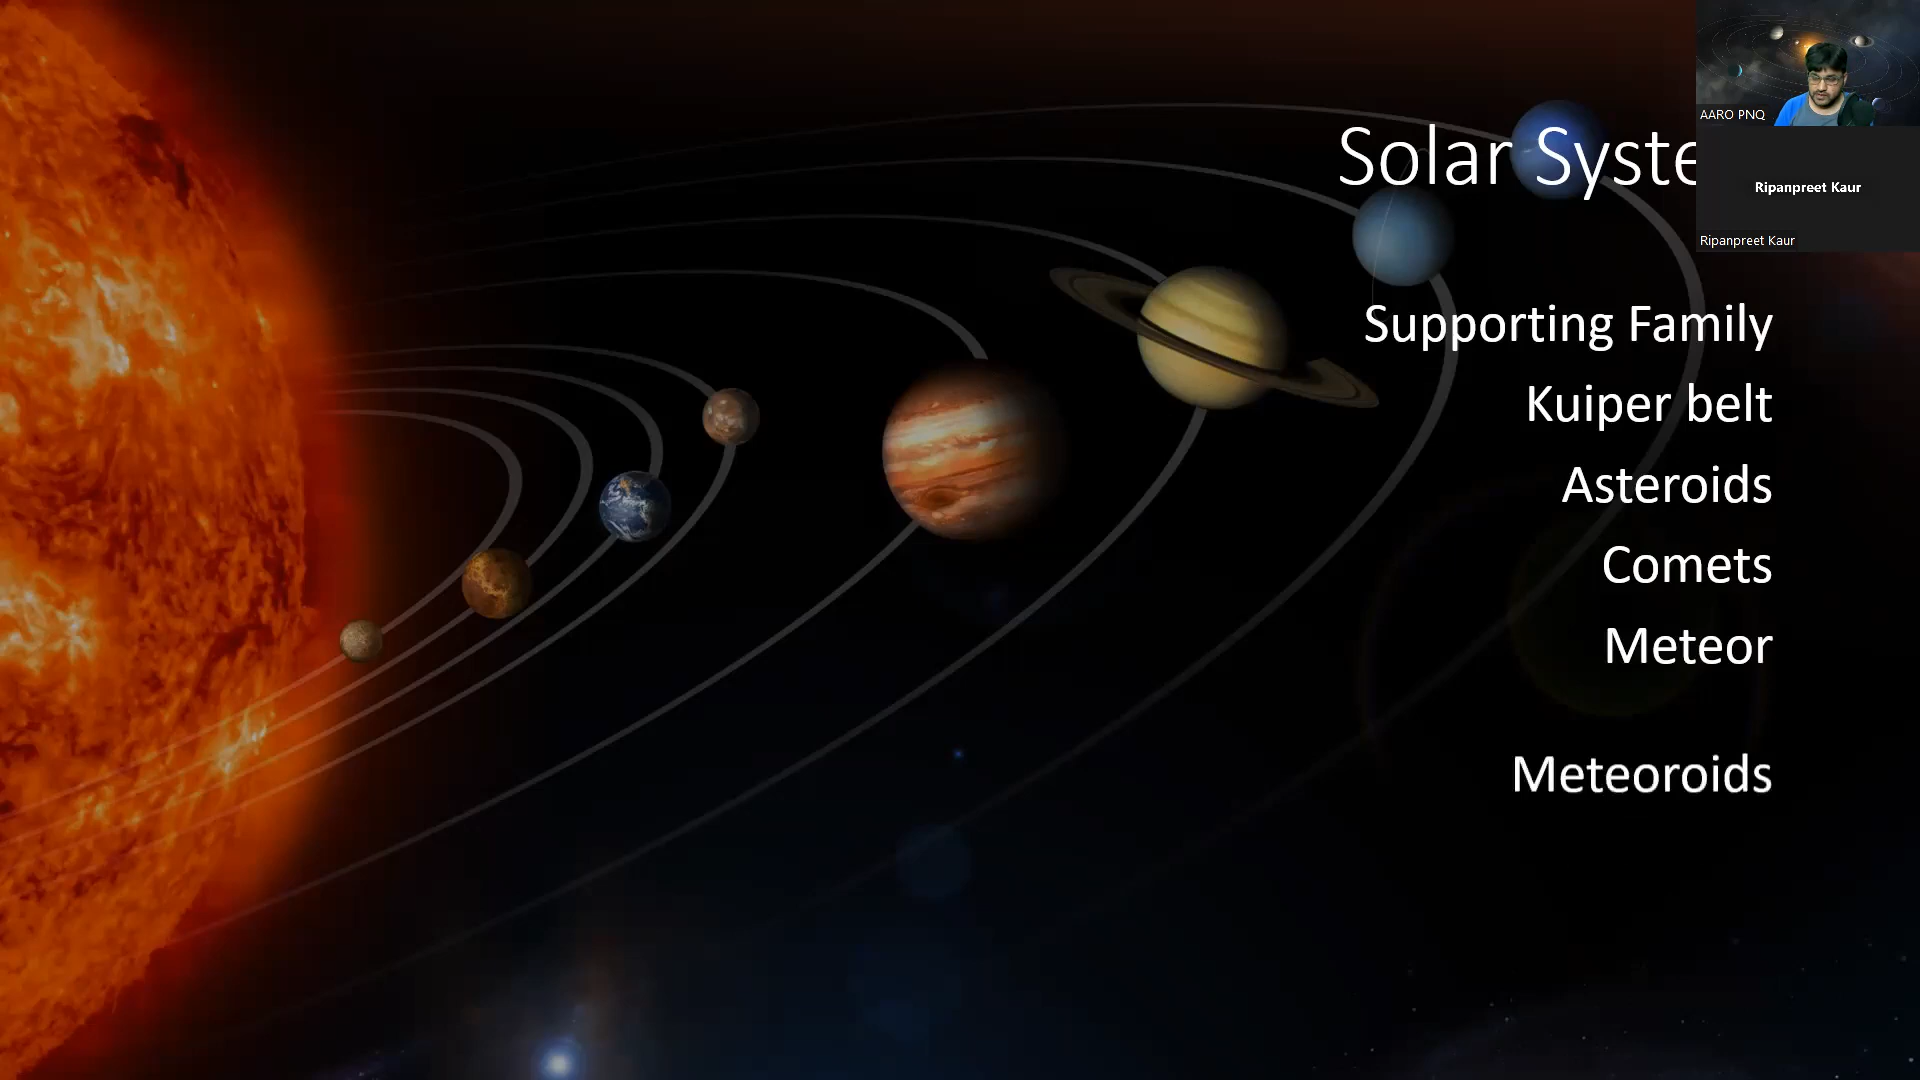 Solar Syste
AARO PNQ
Ripanpreet Kaur
Ripanpreet Kaur
Supporting Family
Kuiper belt
Asteroids
Comets
Meteor
Meteoroids